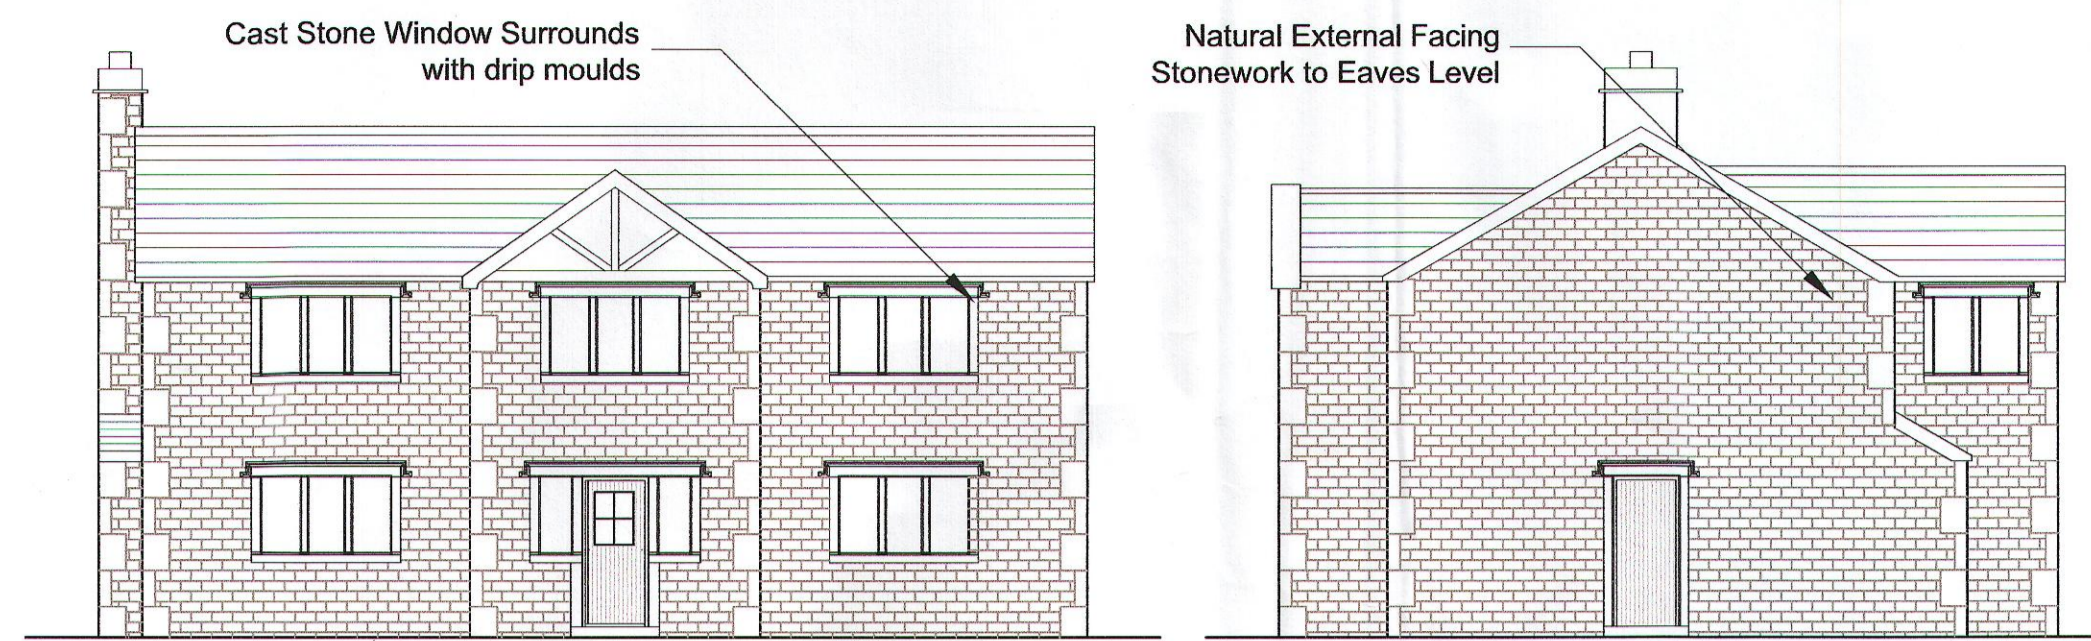 Cast Stone Window Surrounds
with drip moulds
Natural External Facing
Stonework to Eaves Level